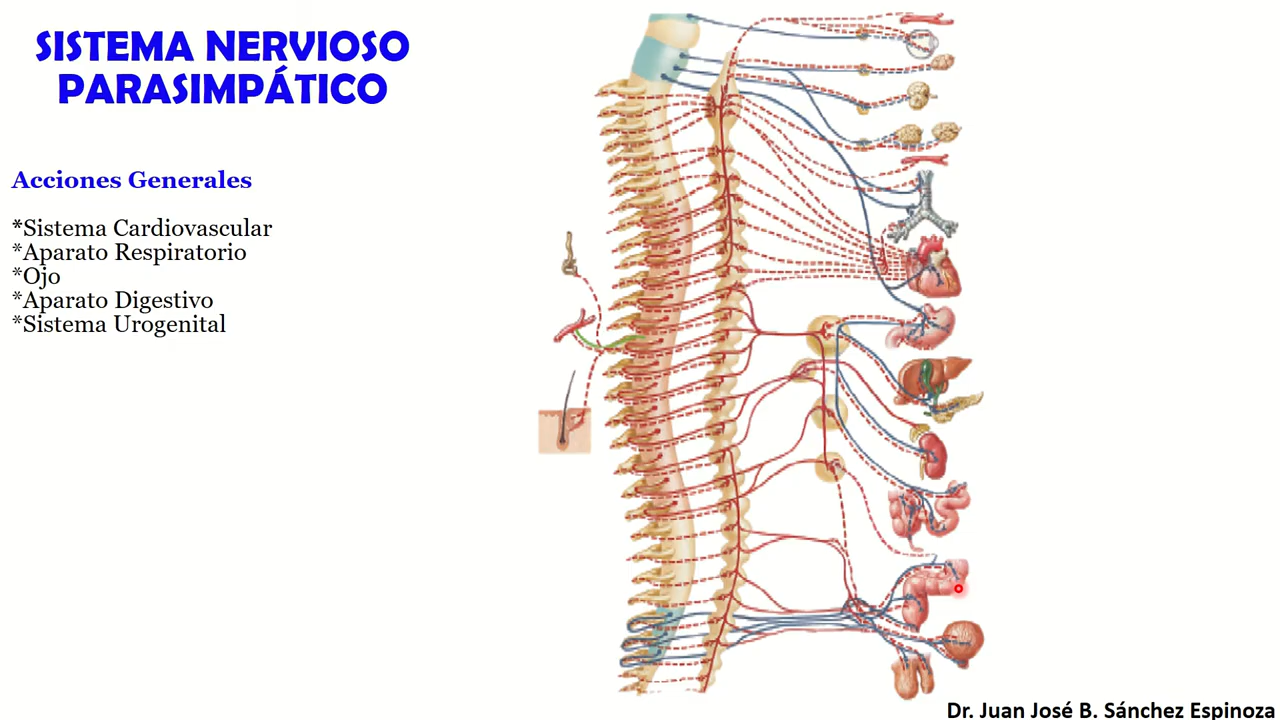 SISTEMA NERVIOSO
PARASIMPÁTICO
Acciones Generales
*Sistema Cardiovascular
*Aparato Respiratorio
*Ojo
*Aparato Digestivo
*Sistema Urogenital
Dr. Juan José B. Sánchez Espinoza